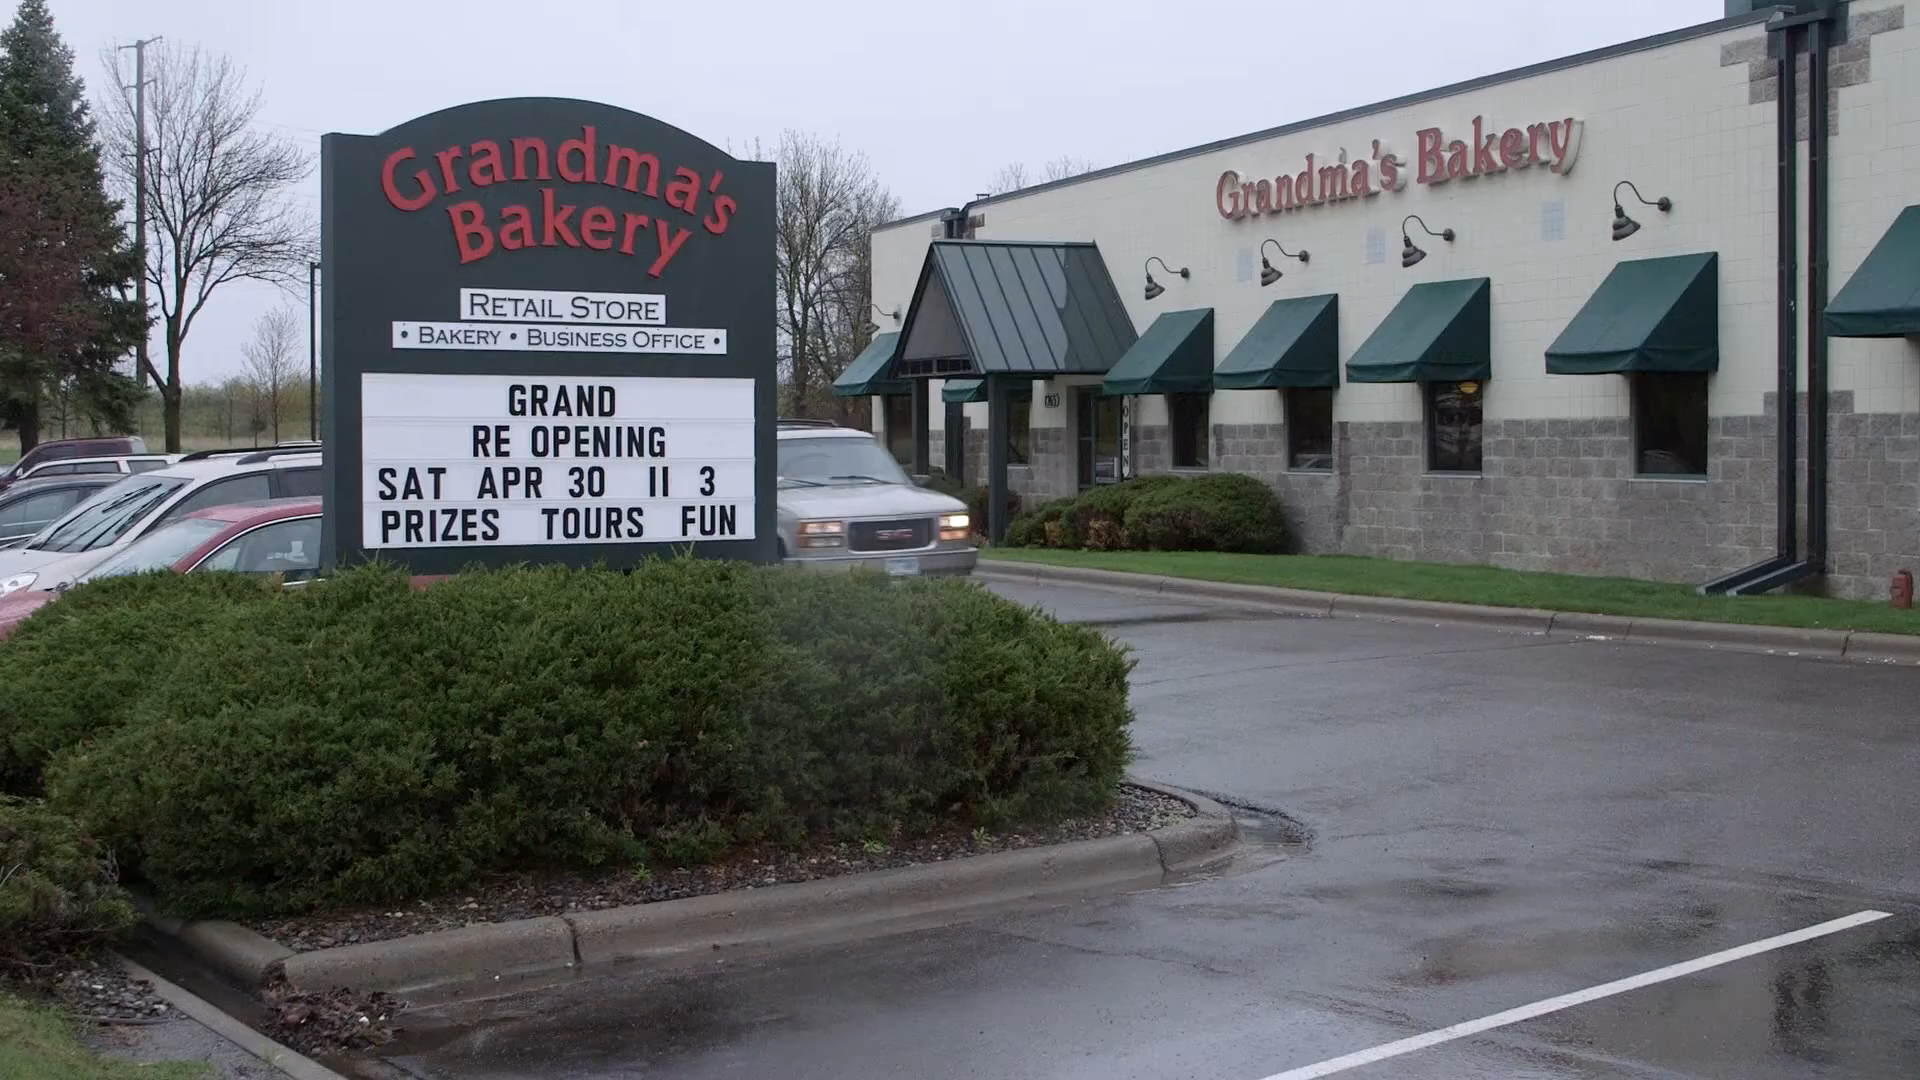 Grandma's
Bakery
RETAIL STORE
• BAKERY • BUSINESS OFFICE •
GRAND
RE OPENING
SAT APR 30 11 3
PRIZES TOURS FUN
Grandma's Bakery
OPEN